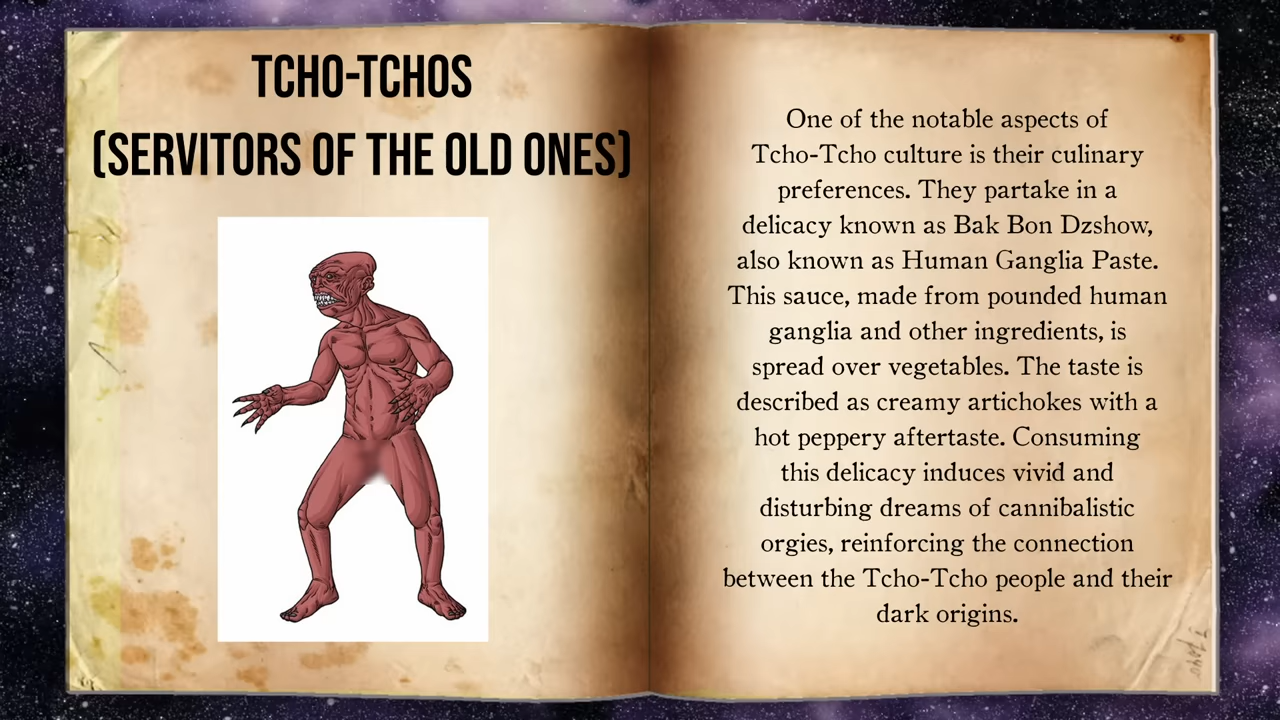 TCHO-TCHOS
(SERVITORS OF THE OLD ONES)
One of the notable aspects of
Tcho-Tcho culture is their culinary
preferences. They partake in a
delicacy known as Bak Bon Dzshow,
also known as Human Ganglia Paste.
This sauce, made from pounded human
ganglia and other ingredients, is
spread over vegetables. The taste is
described as creamy artichokes with a
hot peppery aftertaste. Consuming
this delicacy induces vivid and
disturbing dreams of cannibalistic
orgies, reinforcing the connection
between the Tcho-Tcho people and their
dark origins.